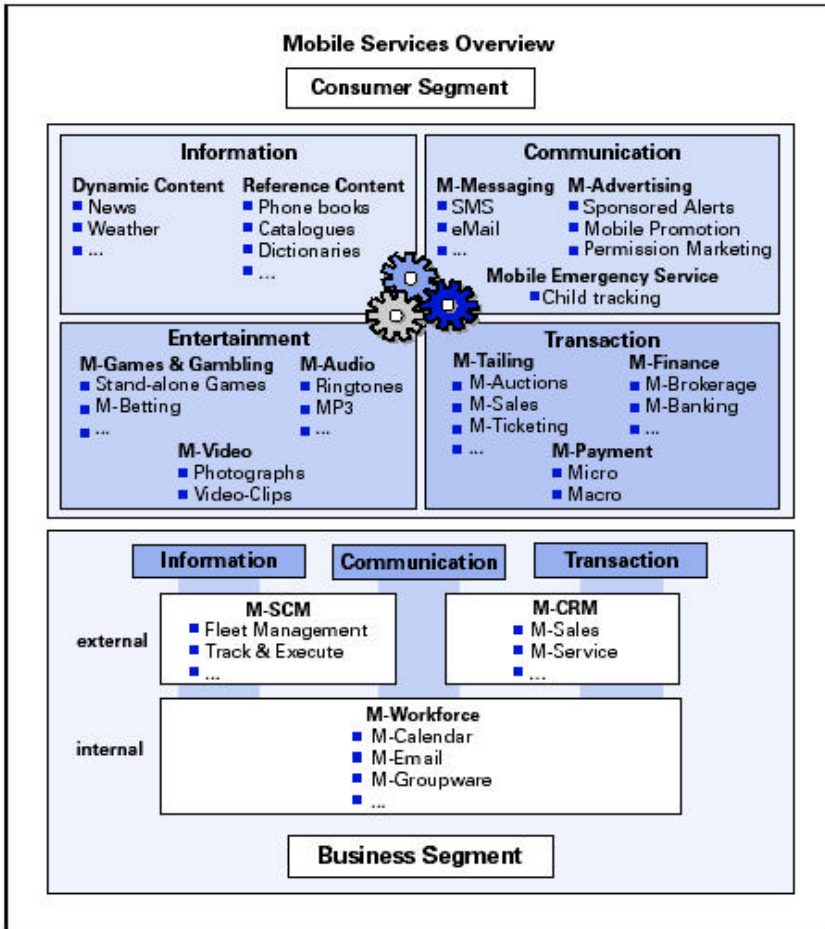 Mobile Services Overview
Consumer Segment
Information
Dynamic Content
News
Weather
...
Reference Content
Phone books
Catalogues
Dictionaries
...
Communication
M-Messaging
SMS
eMail
...
M-Advertising
Sponsored Alerts
Mobile Promotion
Permission Marketing
Mobile Emergency Service
Child tracking
Entertainment
M-Games & Gambling
Stand-alone Games
M-Betting
...
M-Audio
Ringtones
MP3
...
M-Video
Photographs
Video-Clips
Transaction
M-Tailing
M-Auctions
M-Sales
M-Ticketing
...
M-Finance
M-Brokerage
M-Banking
...
M-Payment
Micro
Macro
Information
Communication
Transaction
external
M-SCM
Fleet Management
Track & Execute
...
M-CRM
M-Sales
M-Service
...
internal
M-Workforce
M-Calendar
M-Email
M-Groupware
...
Business Segment